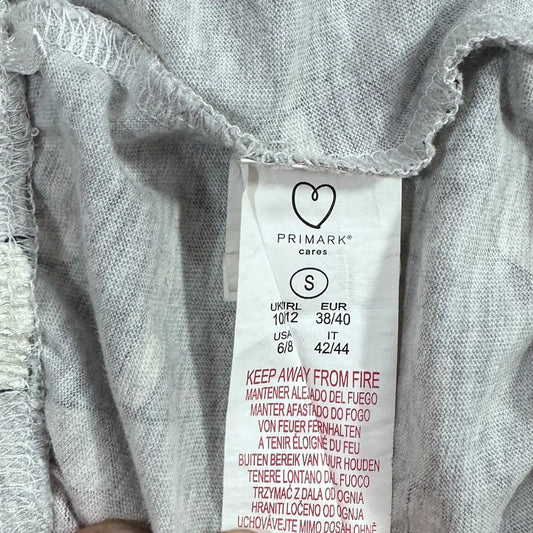 PRIMARK®
cares
S
UK/IRL EUR
10/12 38/40
USA IT
6/8 42/44
KEEP AWAY FROM FIRE
MANTENER ALEJADO DEL FUEGO
MANTER AFASTADO DO FOGO
VON FEUER FERNHALTEN
A TENIR ÉLOIGNÉ DU FEU
BUITEN BEREIK VAN VUUR HOUDEN
TENERE LONTANO DAL FUOCO
TRZYMAĆ Z DALA OD OGNIA
HRANITI LOČENO OD OGNJA
UCHOVÁVEJTE MIMO DOSAH OHNĚ